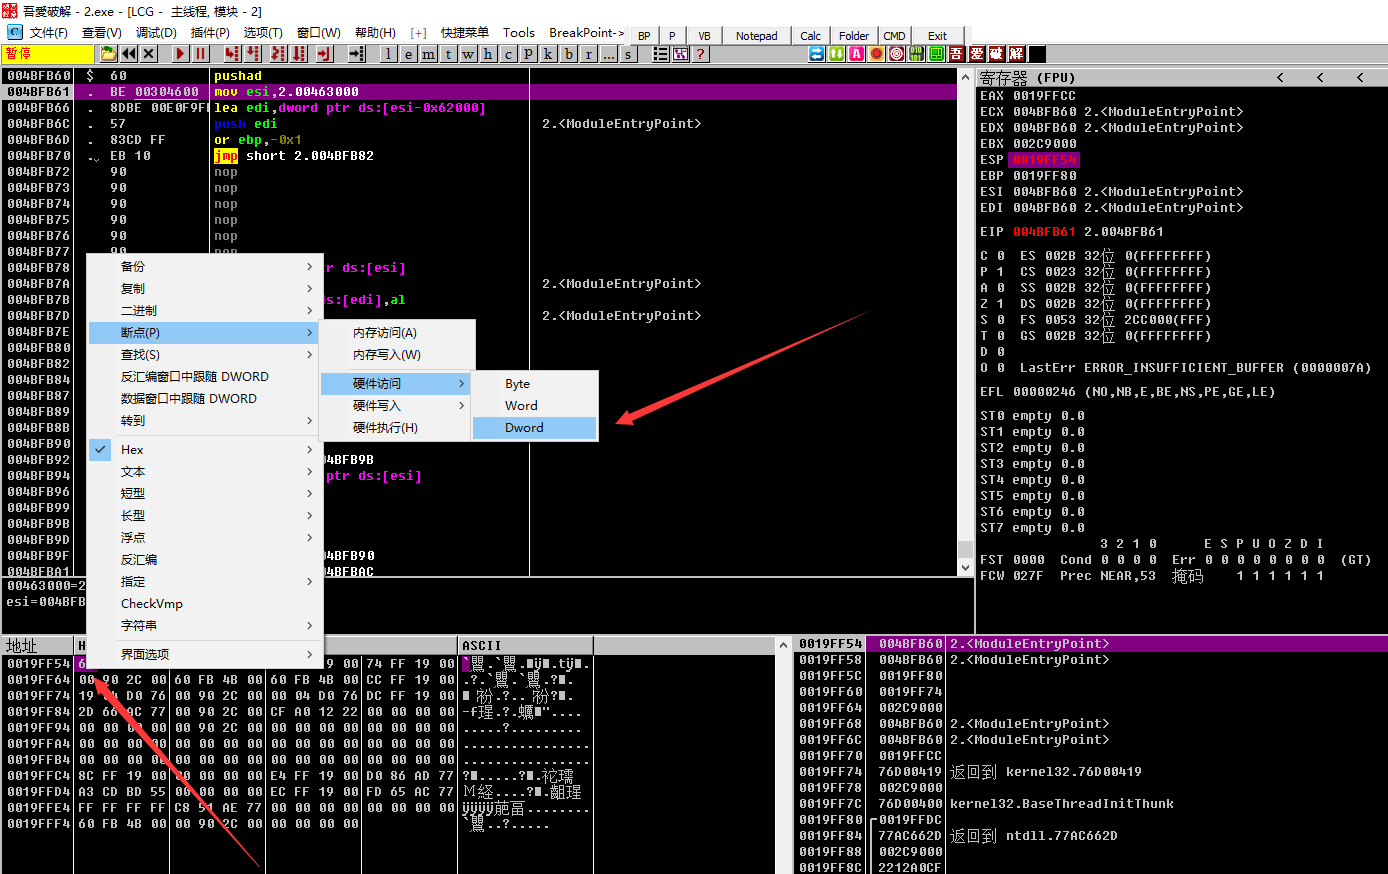 吾愛破解 - 2.exe - [LCG - 主线程, 模块 - 2]
文件(F) 查看(V) 调试(D) 插件(P) 选项(T) 窗口(W) 帮助(H) [+] 快捷菜单 Tools BreakPoint-> BP P VB Notepad Calc Folder CMD Exit
暂停 l e m t w h c p k b r ... s ? 吾 爱 破 解
004BFB60 $ 60 pushad
004BFB61 . BE 00304600 mov esi,2.00463000
004BFB66 . 8DBE 00E0F9F lea edi,dword ptr ds:[esi-0x62000]
004BFB6C . 57 push edi 2.<ModuleEntryPoint>
004BFB6D . 83CD FF or ebp,-0x1
004BFB70 . EB 10 jmp short 2.004BFB82
004BFB72 90 nop
004BFB73 90 nop
004BFB74 90 nop
004BFB75 90 nop
004BFB76 90 nop
004BFB77 90 nop
004BFB78 ptr ds:[esi]
004BFB7A 2.<ModuleEntryPoint>
004BFB7B ds:[edi],al
004BFB7D 2.<ModuleEntryPoint>
004BFB7E
004BFB80
004BFB82
004BFB84
004BFB87
004BFB89
004BFB8B
004BFB90
004BFB92 4BFB9B
004BFB94 ptr ds:[esi]
004BFB96
004BFB99
004BFB9B
004BFB9D
004BFB9F 4BFB90
004BFBA1 4BFBAC
00463000=2
esi=004BFB
备份
复制
二进制
断点(P)
查找(S)
反汇编窗口中跟随 DWORD
数据窗口中跟随 DWORD
转到
Hex
文本
短型
长型
浮点
反汇编
指定
CheckVmp
字符串
界面选项
内存访问(A)
内存写入(W)
硬件访问
硬件写入
硬件执行(H)
Byte
Word
Dword
寄存器 (FPU) < < <
EAX 0019FFCC
ECX 004BFB60 2.<ModuleEntryPoint>
EDX 004BFB60 2.<ModuleEntryPoint>
EBX 002C9000
ESP 0019FF54
EBP 0019FF80
ESI 004BFB60 2.<ModuleEntryPoint>
EDI 004BFB60 2.<ModuleEntryPoint>
EIP 004BFB61 2.004BFB61
C 0 ES 002B 32位 0(FFFFFFFF)
P 1 CS 0023 32位 0(FFFFFFFF)
A 0 SS 002B 32位 0(FFFFFFFF)
Z 1 DS 002B 32位 0(FFFFFFFF)
S 0 FS 0053 32位 2CC000(FFF)
T 0 GS 002B 32位 0(FFFFFFFF)
D 0
O 0 LastErr ERROR_INSUFFICIENT_BUFFER (0000007A)
EFL 00000246 (NO,NB,E,BE,NS,PE,GE,LE)
ST0 empty 0.0
ST1 empty 0.0
ST2 empty 0.0
ST3 empty 0.0
ST4 empty 0.0
ST5 empty 0.0
ST6 empty 0.0
ST7 empty 0.0
3 2 1 0 E S P U O Z D I
FST 0000 Cond 0 0 0 0 Err 0 0 0 0 0 0 0 0 (GT)
FCW 027F Prec NEAR,53 掩码 1 1 1 1 1 1
地址 H ASCII
0019FF54 6 9 00 74 FF 19 00
0019FF64 00 90 2C 00 60 FB 4B 00 60 FB 4B 00 CC FF 19 00
0019FF74 19 04 D0 76 00 90 2C 00 00 04 D0 76 DC FF 19 00
0019FF84 2D 66 AC 77 00 90 2C 00 CF A0 12 22 00 00 00 00
0019FF94 00 00 00 00 00 90 2C 00 00 00 00 00 00 00 00 00
0019FFA4 00 00 00 00 00 00 00 00 00 00 00 00 00 00 00 00
0019FFB4 00 00 00 00 00 00 00 00 00 00 00 00 00 00 00 00
0019FFC4 8C FF 19 00 00 00 00 00 E4 FF 19 00 D0 86 AD 77
0019FFD4 A3 CD BD 55 00 00 00 00 EC FF 19 00 FD 65 AC 77
0019FFE4 FF FF FF FF C8 51 AE 77 00 00 00 00 00 00 00 00
0019FFF4 60 FB 4B 00 00 90 2C 00 00 00 00 00
0019FF54 004BFB60 2.<ModuleEntryPoint>
0019FF58 004BFB60 2.<ModuleEntryPoint>
0019FF5C 0019FF80
0019FF60 0019FF74
0019FF64 002C9000
0019FF68 004BFB60 2.<ModuleEntryPoint>
0019FF6C 004BFB60 2.<ModuleEntryPoint>
0019FF70 0019FFCC
0019FF74 76D00419 返回到 kernel32.76D00419
0019FF78 002C9000
0019FF7C 76D00400 kernel32.BaseThreadInitThunk
0019FF80 0019FFDC
0019FF84 77AC662D 返回到 ntdll.77AC662D
0019FF88 002C9000
0019FF8C 2212A0CF